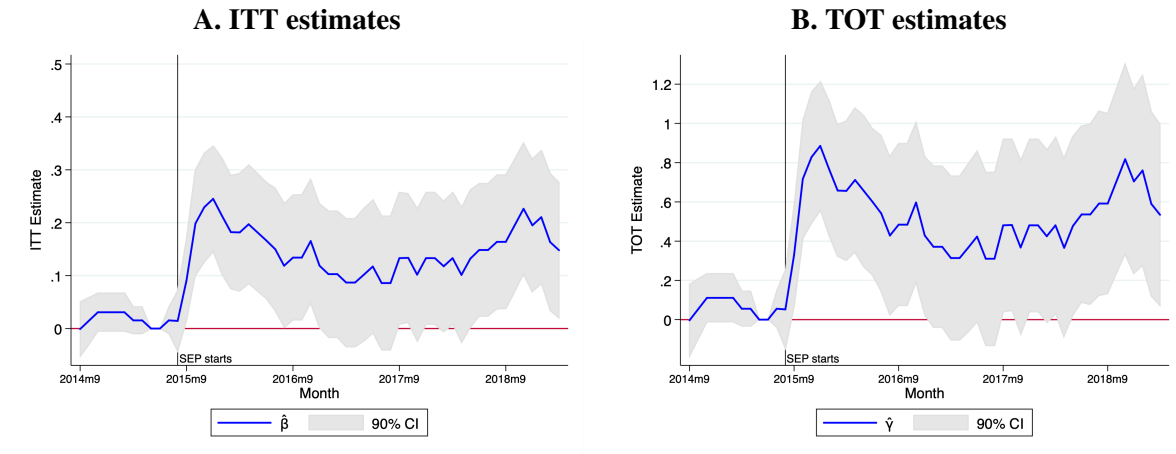 A. ITT estimates
.5
.4
.3
.2
.1
0
ITT Estimate
SEP starts
2014m9
2015m9
2016m9
2017m9
2018m9
Month
β̂
90% CI
B. TOT estimates
1.2
1
.8
.6
.4
.2
0
TOT Estimate
SEP starts
2014m9
2015m9
2016m9
2017m9
2018m9
Month
γ̂
90% CI